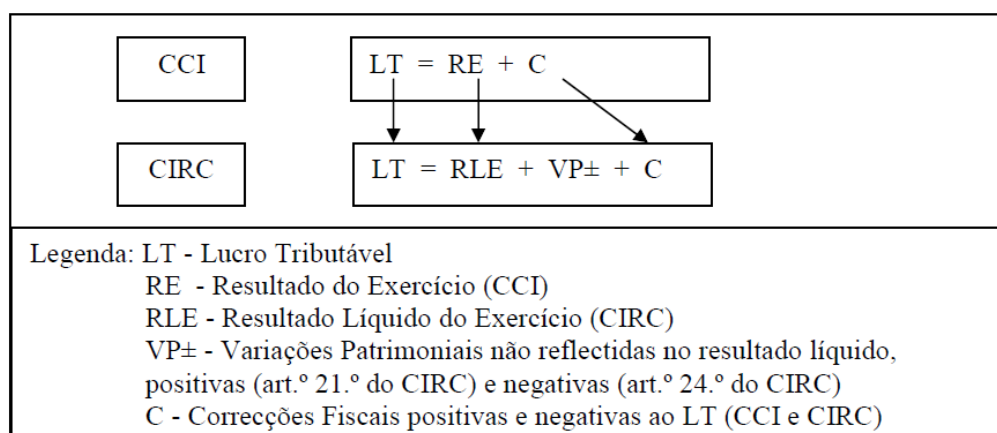 CCI
LT = RE + C
CIRC
LT = RLE + VP± + C
Legenda: LT - Lucro Tributável
RE - Resultado do Exercício (CCI)
RLE - Resultado Líquido do Exercício (CIRC)
VP± - Variações Patrimoniais não reflectidas no resultado líquido,
positivas (art.º 21.º do CIRC) e negativas (art.º 24.º do CIRC)
C - Correcções Fiscais positivas e negativas ao LT (CCI e CIRC)